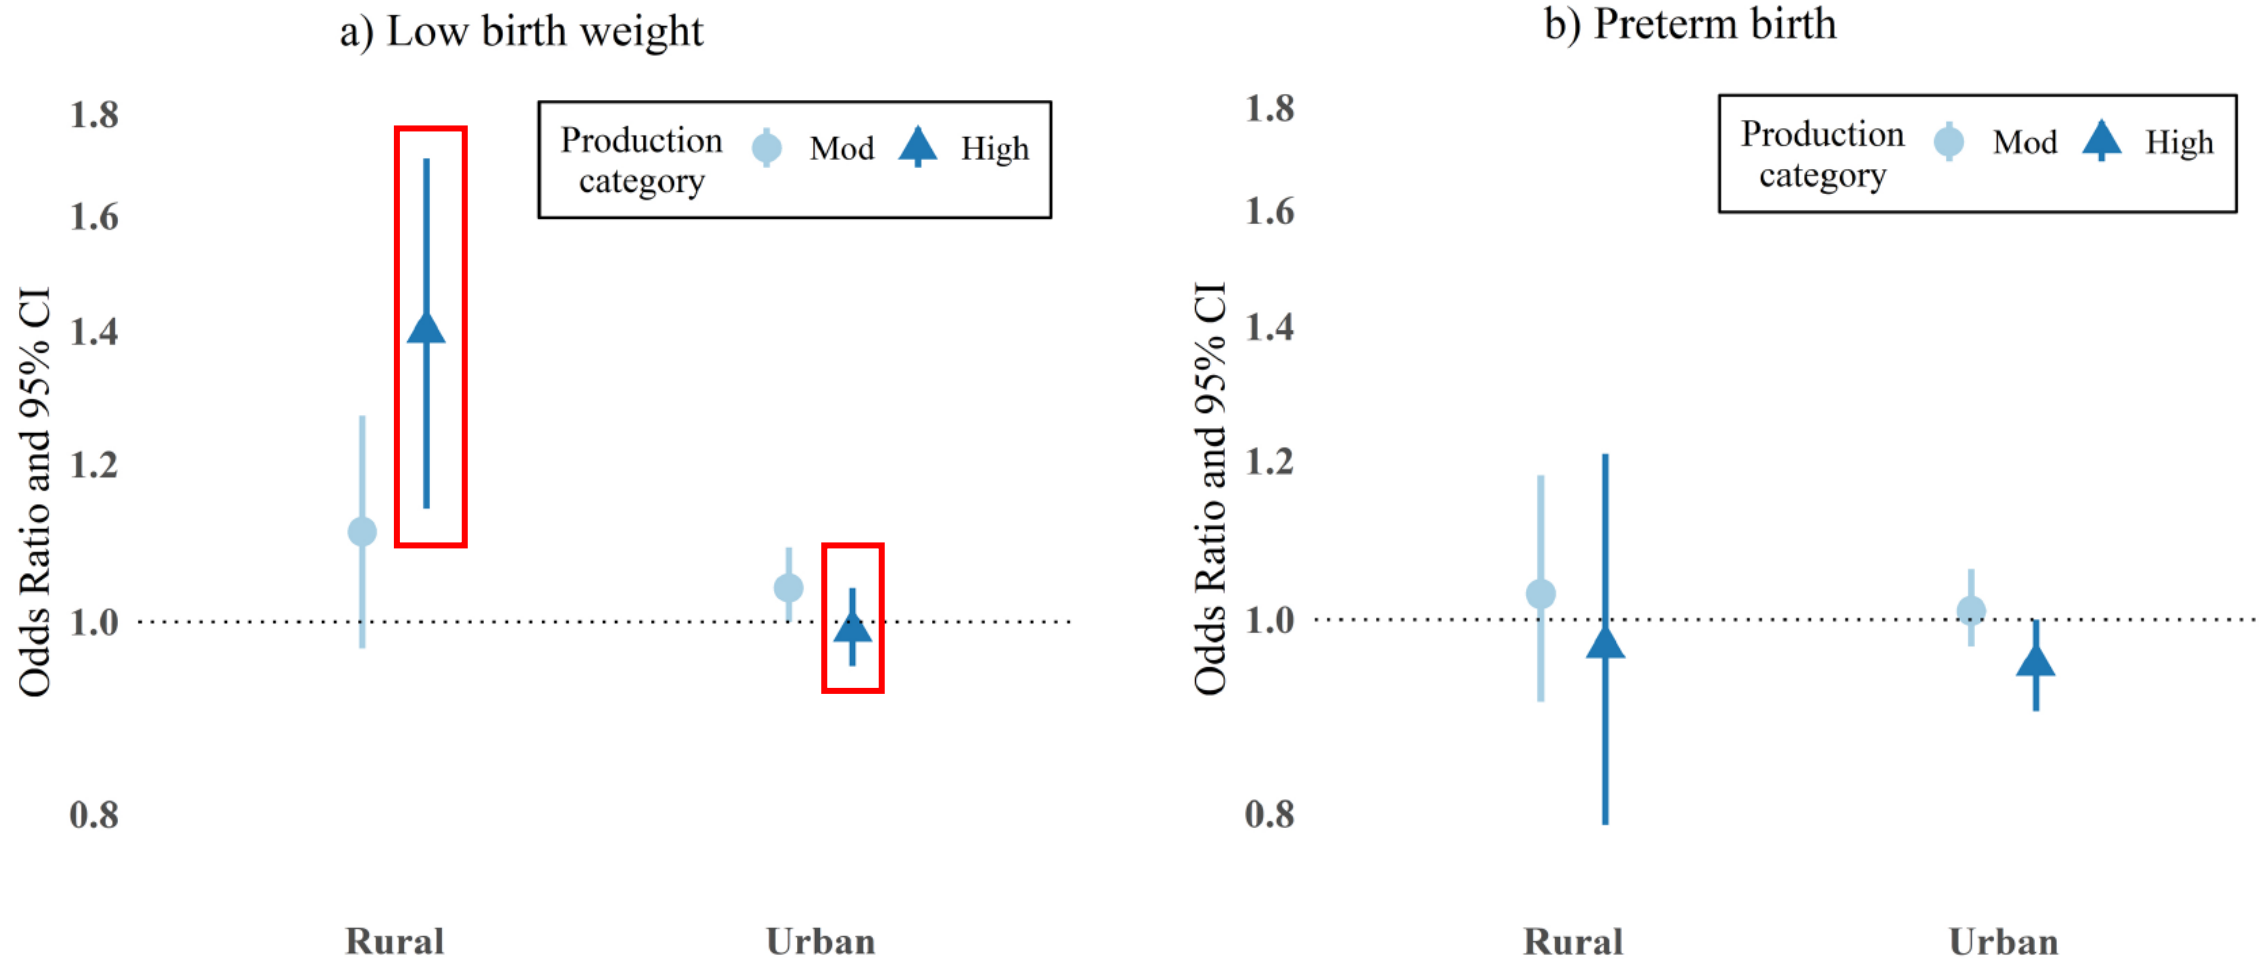 a) Low birth weight
Odds Ratio and 95% CI
1.8
1.6
1.4
1.2
1.0
0.8
Production
category
Mod
High
Rural
Urban
b) Preterm birth
Odds Ratio and 95% CI
1.8
1.6
1.4
1.2
1.0
0.8
Production
category
Mod
High
Rural
Urban